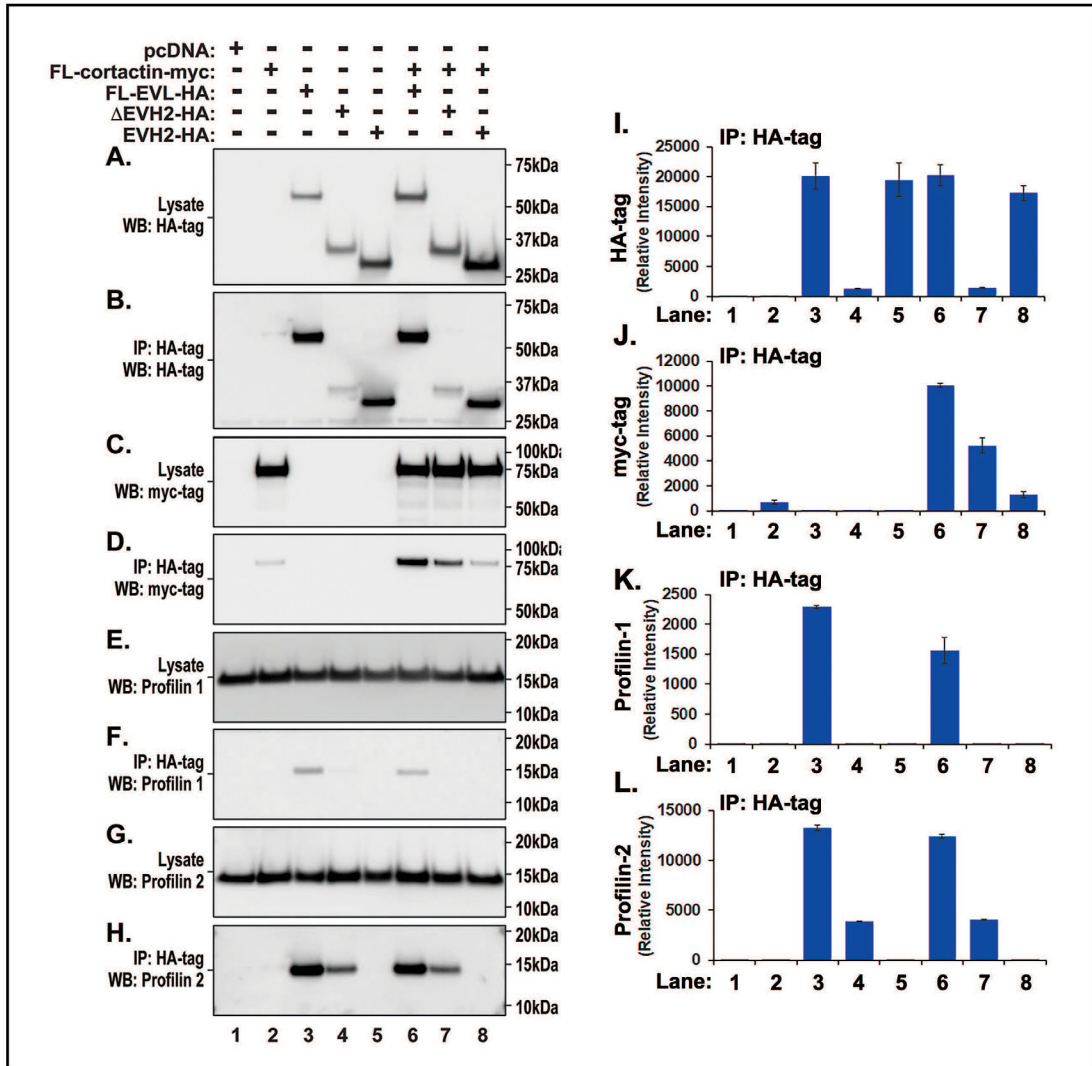 pcDNA: + - - - - - - -
FL-cortactin-myc: - + - - - + + +
FL-EVL-HA: - - + - - + - -
ΔEVH2-HA: - - - + - - + -
EVH2-HA: - - - - + - - +
A.
Lysate
WB: HA-tag
75kDa
50kDa
37kDa
25kDa
B.
IP: HA-tag
WB: HA-tag
75kDa
50kDa
37kDa
25kDa
C.
Lysate
WB: myc-tag
100kDa
75kDa
50kDa
D.
IP: HA-tag
WB: myc-tag
100kDa
75kDa
50kDa
E.
Lysate
WB: Profilin 1
20kDa
15kDa
10kDa
F.
IP: HA-tag
WB: Profilin 1
20kDa
15kDa
10kDa
G.
Lysate
WB: Profilin 2
20kDa
15kDa
10kDa
H.
IP: HA-tag
WB: Profilin 2
20kDa
15kDa
10kDa
1 2 3 4 5 6 7 8
I.
IP: HA-tag
HA-tag
(Relative Intensity)
25000
20000
15000
10000
5000
0
Lane: 1 2 3 4 5 6 7 8
J.
IP: HA-tag
myc-tag
(Relative Intensity)
12000
10000
8000
6000
4000
2000
0
Lane: 1 2 3 4 5 6 7 8
K.
IP: HA-tag
Profilin-1
(Relative Intensity)
2500
2000
1500
1000
500
0
Lane: 1 2 3 4 5 6 7 8
L.
IP: HA-tag
Profilin-2
(Relative Intensity)
15000
10000
5000
0
Lane: 1 2 3 4 5 6 7 8